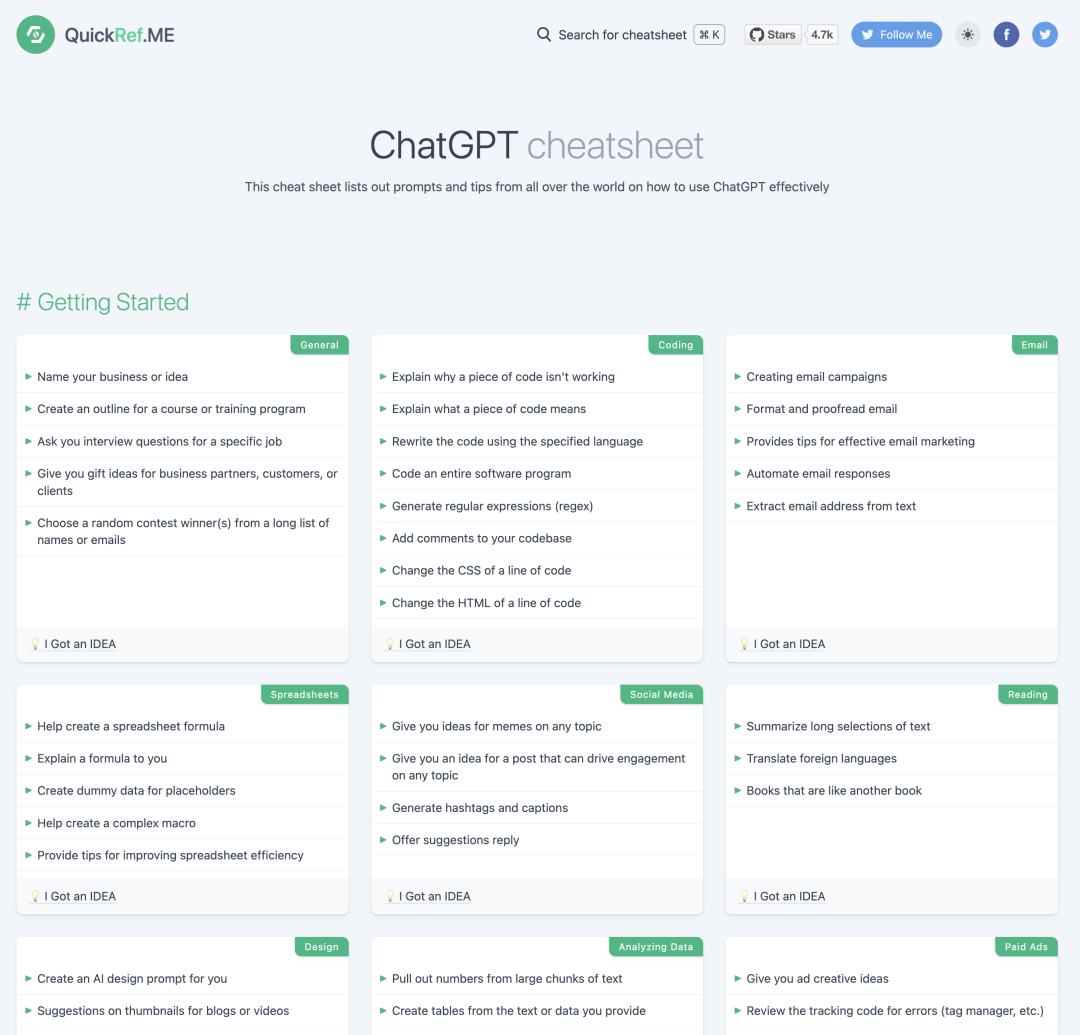 QuickRef.ME
Search for cheatsheet ⌘ K
Stars 4.7k
Follow Me
ChatGPT cheatsheet
This cheat sheet lists out prompts and tips from all over the world on how to use ChatGPT effectively
# Getting Started
General
Name your business or idea
Create an outline for a course or training program
Ask you interview questions for a specific job
Give you gift ideas for business partners, customers, or
clients
Choose a random contest winner(s) from a long list of
names or emails
I Got an IDEA
Coding
Explain why a piece of code isn't working
Explain what a piece of code means
Rewrite the code using the specified language
Code an entire software program
Generate regular expressions (regex)
Add comments to your codebase
Change the CSS of a line of code
Change the HTML of a line of code
I Got an IDEA
Email
Creating email campaigns
Format and proofread email
Provides tips for effective email marketing
Automate email responses
Extract email address from text
I Got an IDEA
Spreadsheets
Help create a spreadsheet formula
Explain a formula to you
Create dummy data for placeholders
Help create a complex macro
Provide tips for improving spreadsheet efficiency
I Got an IDEA
Social Media
Give you ideas for memes on any topic
Give you an idea for a post that can drive engagement
on any topic
Generate hashtags and captions
Offer suggestions reply
I Got an IDEA
Reading
Summarize long selections of text
Translate foreign languages
Books that are like another book
I Got an IDEA
Design
Create an AI design prompt for you
Suggestions on thumbnails for blogs or videos
Analyzing Data
Pull out numbers from large chunks of text
Create tables from the text or data you provide
Paid Ads
Give you ad creative ideas
Review the tracking code for errors (tag manager, etc.)